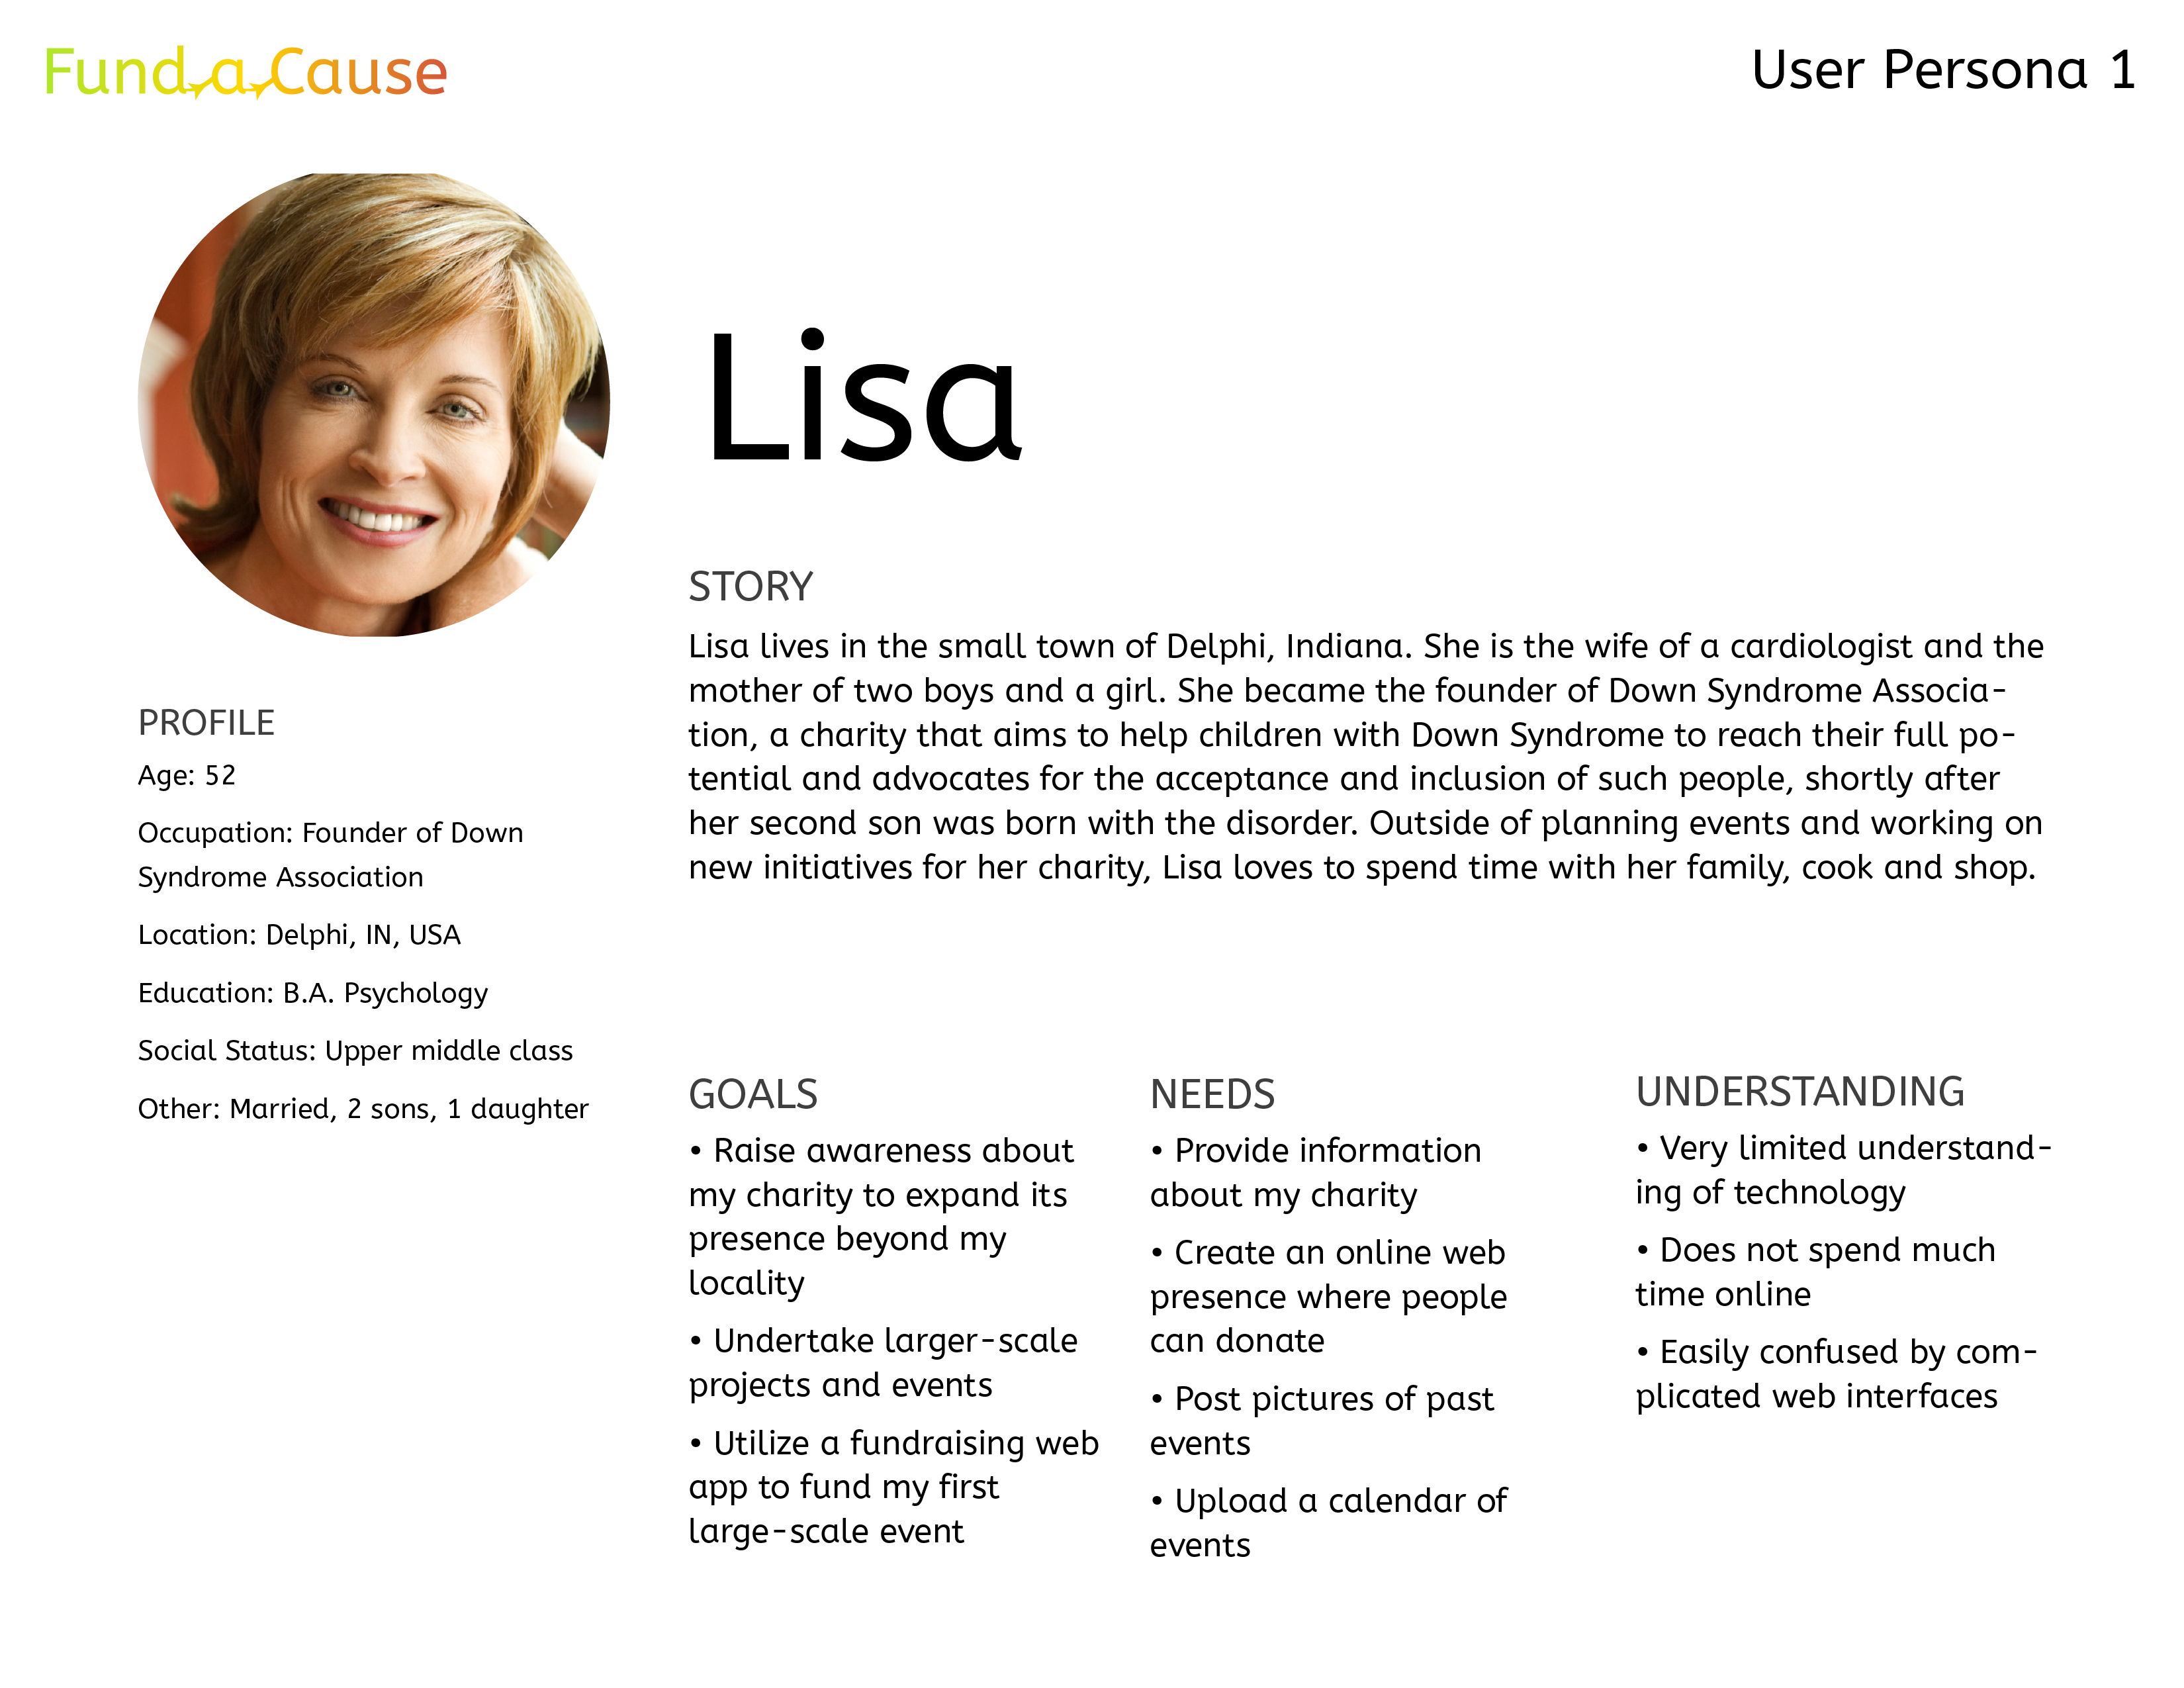 Fund a Cause
User Persona 1
Lisa
STORY
Lisa lives in the small town of Delphi, Indiana. She is the wife of a cardiologist and the
mother of two boys and a girl. She became the founder of Down Syndrome Associa-
tion, a charity that aims to help children with Down Syndrome to reach their full po-
tential and advocates for the acceptance and inclusion of such people, shortly after
her second son was born with the disorder. Outside of planning events and working on
new initiatives for her charity, Lisa loves to spend time with her family, cook and shop.
PROFILE
Age: 52
Occupation: Founder of Down
Syndrome Association
Location: Delphi, IN, USA
Education: B.A. Psychology
Social Status: Upper middle class
Other: Married, 2 sons, 1 daughter
GOALS
• Raise awareness about
my charity to expand its
presence beyond my
locality
• Undertake larger-scale
projects and events
• Utilize a fundraising web
app to fund my first
large-scale event
NEEDS
• Provide information
about my charity
• Create an online web
presence where people
can donate
• Post pictures of past
events
• Upload a calendar of
events
UNDERSTANDING
• Very limited understand-
ing of technology
• Does not spend much
time online
• Easily confused by com-
plicated web interfaces